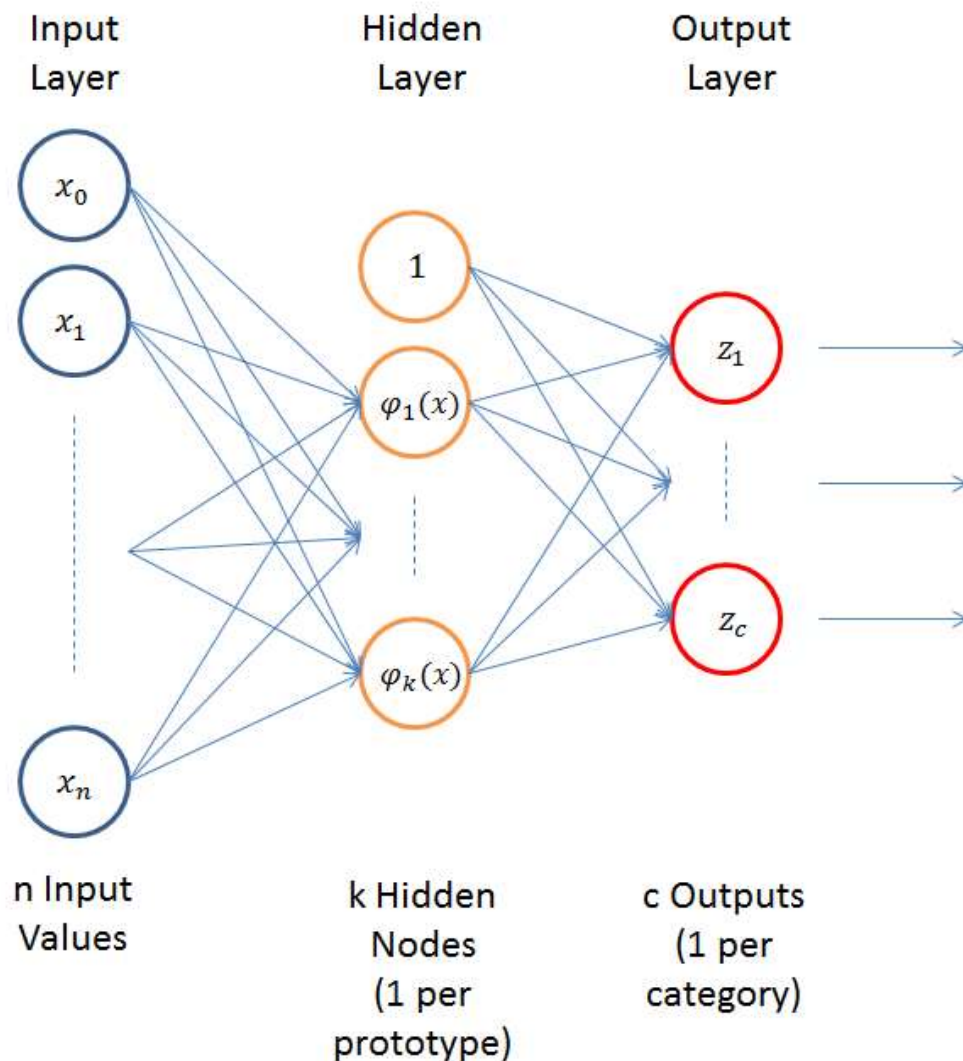 Input
Layer
Hidden
Layer
Output
Layer
x₀
x₁
xₙ
1
φ₁(x)
φₖ(x)
z₁
z_c
n Input
Values
k Hidden
Nodes
(1 per
prototype)
c Outputs
(1 per
category)